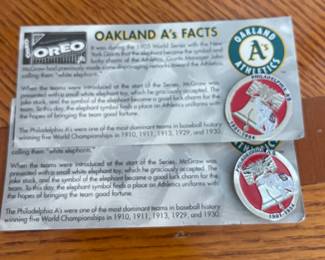 OREO
OAKLAND A's FACTS
It was during the 1905 World Series with the New
York Giants that the elephant became the symbol and
lucky charm of the Athletics. Giants Manager John
McGraw had previously made some disparaging remarks toward the Athletics,
calling them "white elephants."
OAKLAND
A's
ATHLETICS
When the teams were introduced at the start of the Series, McGraw was
presented with a small white elephant toy, which he graciously accepted. The
joke stuck, and the symbol of the elephant became a good luck charm for the
team. To this day, the elephant symbol finds a place on Athletics uniforms with
the hopes of bringing the team good fortune.
PHILADELPHIA
1901-1954
The Philadelphia A's were one of the most dominant teams in baseball history
winning five World Championships in 1910, 1911, 1913, 1929, and 1930.
calling them "white elephants."
When the teams were introduced at the start of the Series, McGraw was
presented with a small white elephant toy, which he graciously accepted. The
joke stuck, and the symbol of the elephant became a good luck charm for the
team. To this day, the elephant symbol finds a place on Athletics uniforms with
the hopes of bringing the team good fortune.
1901-1954
The Philadelphia A's were one of the most dominant teams in baseball history
winning five World Championships in 1910, 1911, 1913, 1929, and 1930.